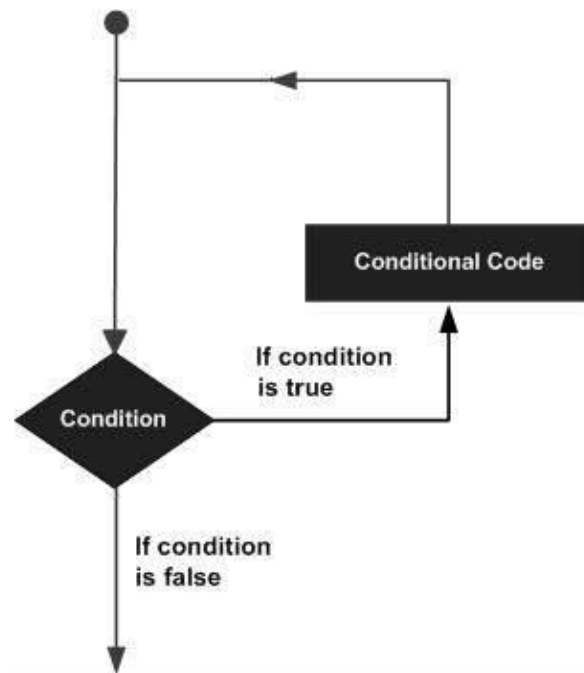 Conditional Code
If condition
is true
Condition
If condition
is false